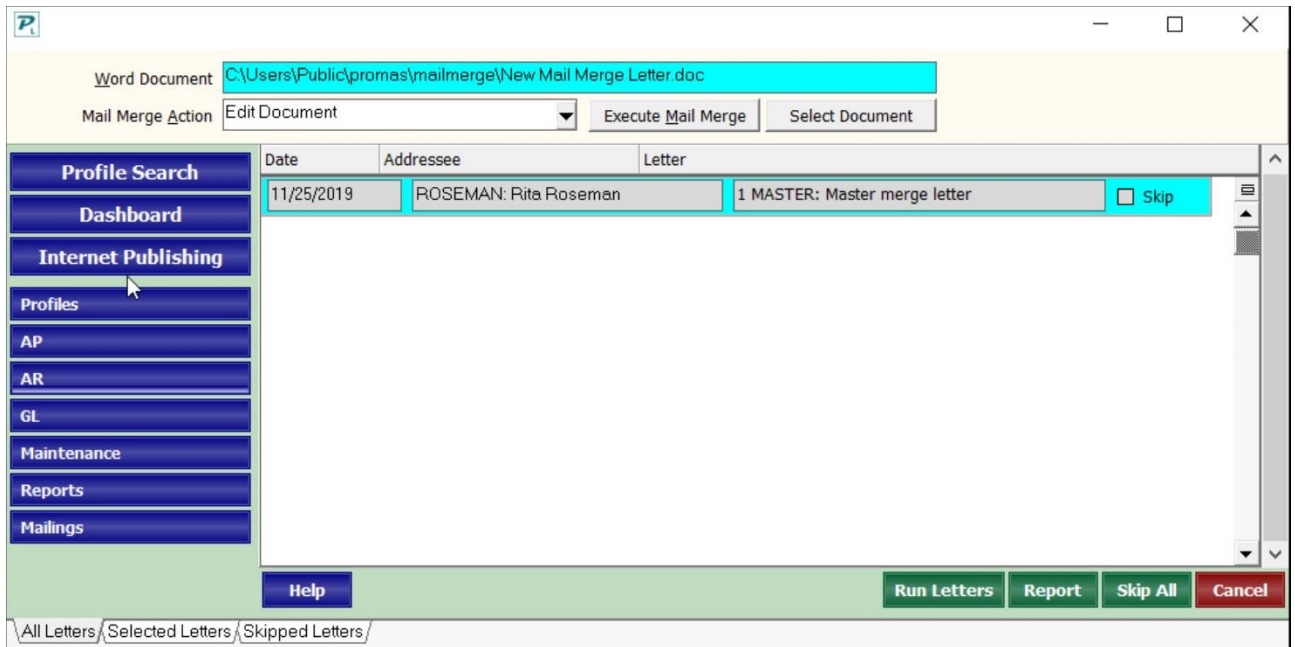 PL
Word Document C:\Users\Public\promas\mailmerge\New Mail Merge Letter.doc
Mail Merge Action Edit Document Execute Mail Merge Select Document
Profile Search
Dashboard
Internet Publishing
Profiles
AP
AR
GL
Maintenance
Reports
Mailings
Date Addressee Letter
11/25/2019 ROSEMAN: Rita Roseman 1 MASTER: Master merge letter Skip
Help Run Letters Report Skip All Cancel
All Letters Selected Letters Skipped Letters